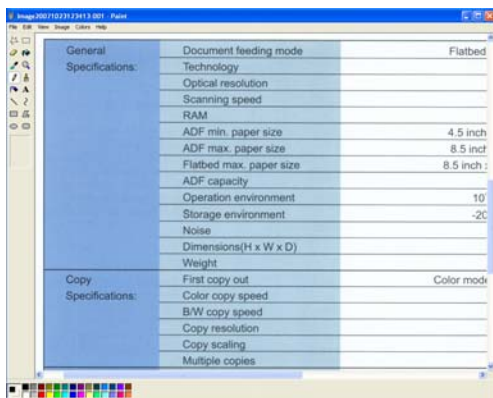 Image20071023123413-001 - Paint
File Edit View Image Colors Help
General Document feeding mode Flatbed
Specifications: Technology
Optical resolution
Scanning speed
RAM
ADF min. paper size 4.5 inch
ADF max. paper size 8.5 inch
Flatbed max. paper size 8.5 inch
ADF capacity
Operation environment 10
Storage environment -20
Noise
Dimensions(H x W x D)
Weight
Copy First copy out Color mode
Specifications: Color copy speed
B/W copy speed
Copy resolution
Copy scaling
Multiple copies